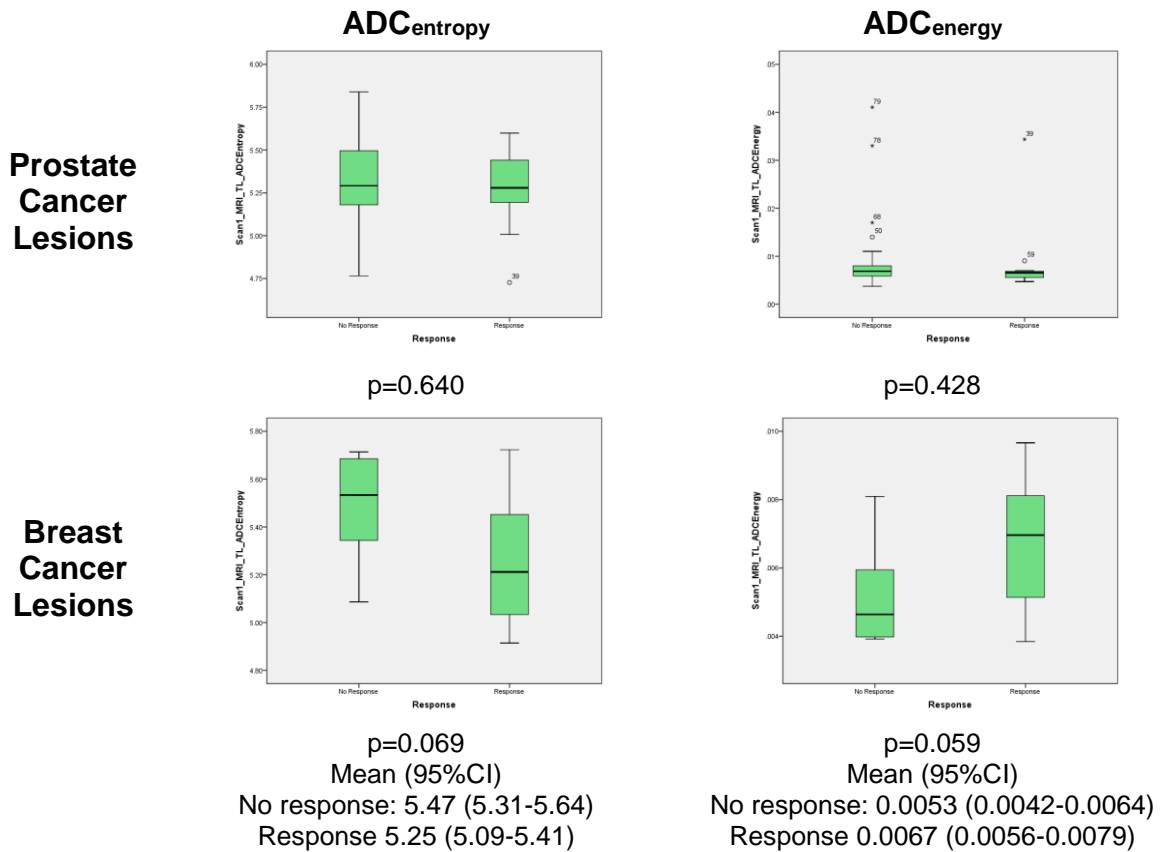 ADCentropy
ADCenergy
Prostate
Cancer
Lesions
Scan1_MRI_TL_ADCEntropy
6.00
5.75
5.50
5.25
5.00
4.75
39
No Response
Response
Response
p=0.640
Scan1_MRI_TL_ADCEnergy
.05
.04
.03
.02
.01
.00
79
78
68
50
39
59
No Response
Response
Response
p=0.428
Breast
Cancer
Lesions
Scan1_MRI_TL_ADCEntropy
5.80
5.60
5.40
5.20
5.00
4.80
No Response
Response
Response
p=0.069
Mean (95%CI)
No response: 5.47 (5.31-5.64)
Response 5.25 (5.09-5.41)
Scan1_MRI_TL_ADCEnergy
.010
.008
.006
.004
No Response
Response
Response
p=0.059
Mean (95%CI)
No response: 0.0053 (0.0042-0.0064)
Response 0.0067 (0.0056-0.0079)